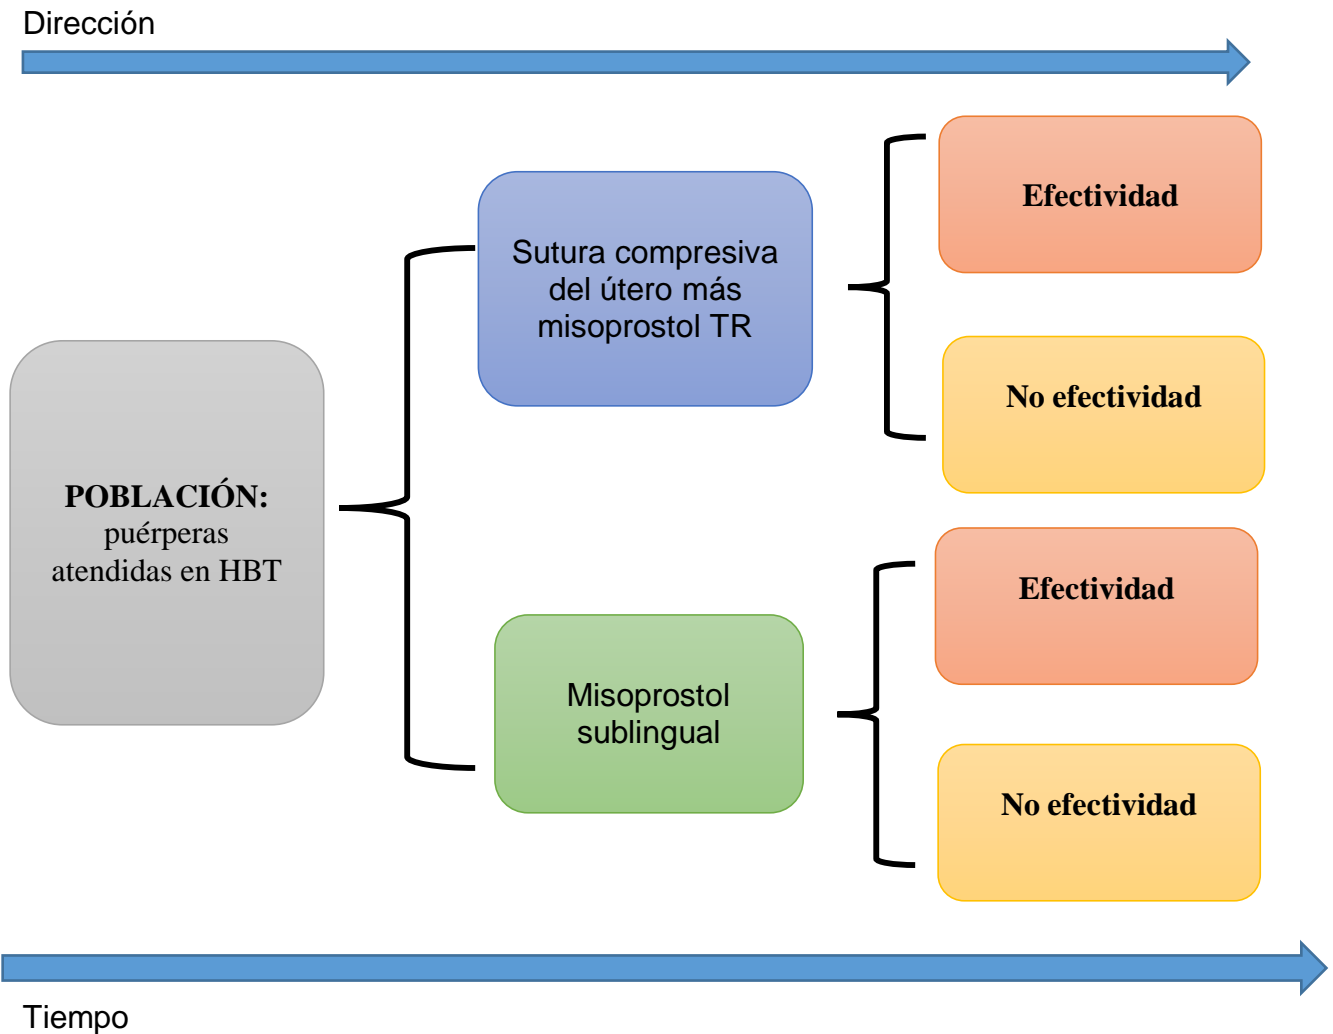 Dirección
POBLACIÓN:
puérperas
atendidas en HBT
Sutura compresiva
del útero más
misoprostol TR
Efectividad
No efectividad
Misoprostol
sublingual
Efectividad
No efectividad
Tiempo